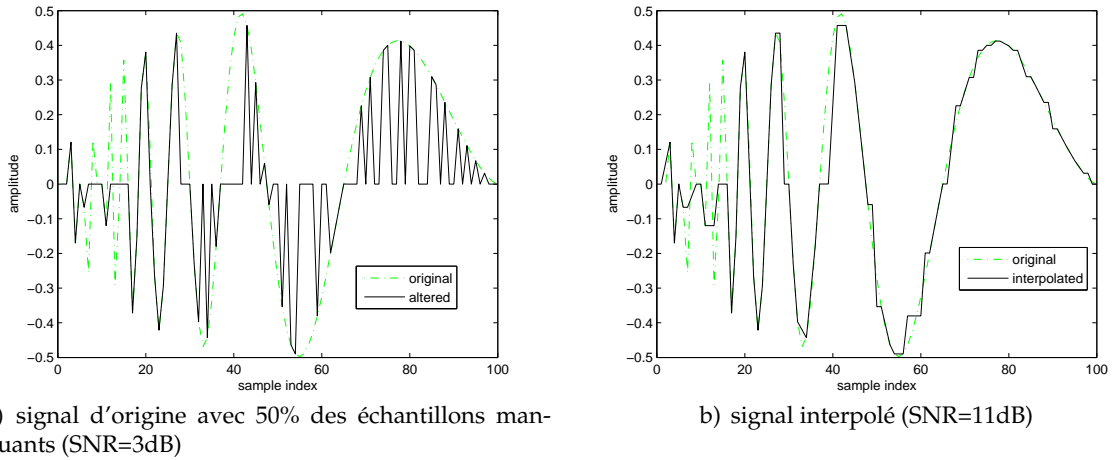 0.5
0.4
0.3
0.2
0.1
0
−0.1
−0.2
−0.3
−0.4
−0.5
amplitude
0 20 40 60 80 100
sample index
original
altered
0.5
0.4
0.3
0.2
0.1
0
−0.1
−0.2
−0.3
−0.4
−0.5
amplitude
0 20 40 60 80 100
sample index
original
interpolated
) signal d'origine avec 50% des échantillons man-
uants (SNR=3dB)
b) signal interpolé (SNR=11dB)